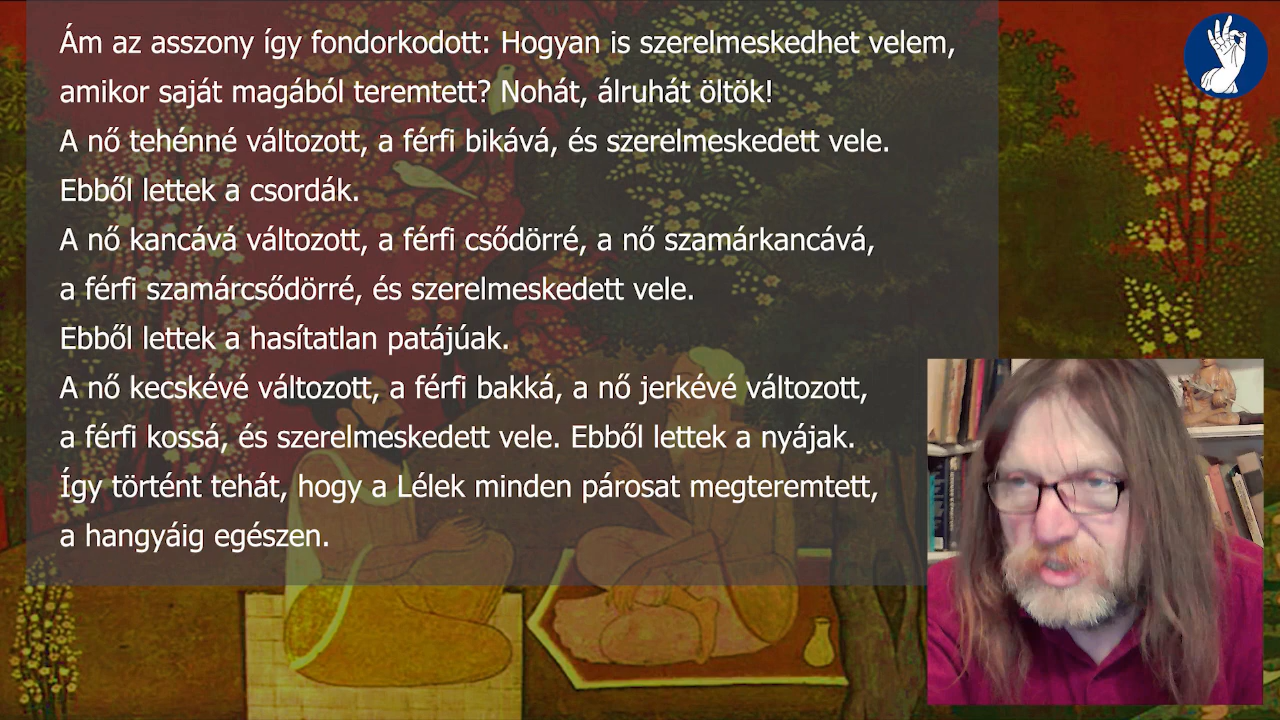 Ám az asszony így fondorkodott: Hogyan is szerelmeskedhet velem,
amikor saját magából teremtett? Nohát, álruhát öltök!
A nő tehénné változott, a férfi bikává, és szerelmeskedett vele.
Ebből lettek a csordák.
A nő kancává változott, a férfi csődörré, a nő szamárkancává,
a férfi szamárcsődörré, és szerelmeskedett vele.
Ebből lettek a hasítatlan patájúak.
A nő kecskévé változott, a férfi bakká, a nő jerkévé változott,
a férfi kossá, és szerelmeskedett vele. Ebből lettek a nyájak.
Így történt tehát, hogy a Lélek minden párosat megteremtett,
a hangyáig egészen.